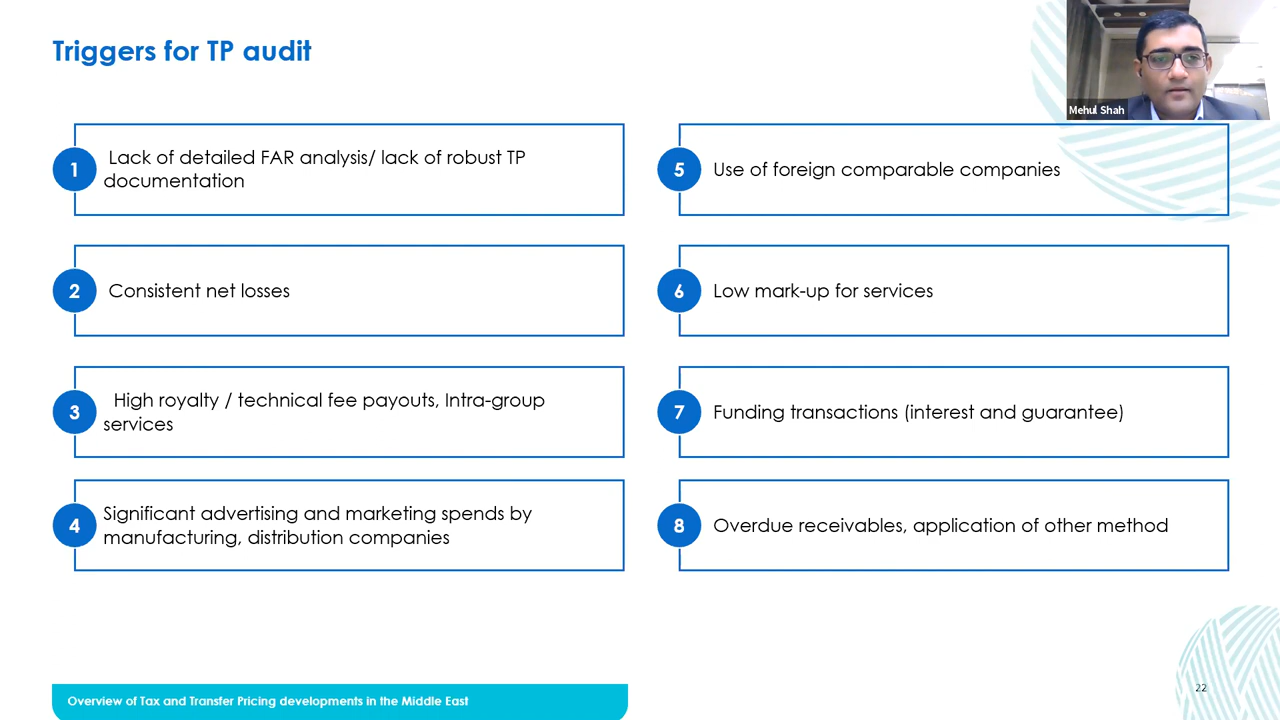 Triggers for TP audit
Mehul Shah
1
Lack of detailed FAR analysis/ lack of robust TP
documentation
2
Consistent net losses
3
High royalty / technical fee payouts, Intra-group
services
4
Significant advertising and marketing spends by
manufacturing, distribution companies
5
Use of foreign comparable companies
6
Low mark-up for services
7
Funding transactions (interest and guarantee)
8
Overdue receivables, application of other method
Overview of Tax and Transfer Pricing developments in the Middle East
22